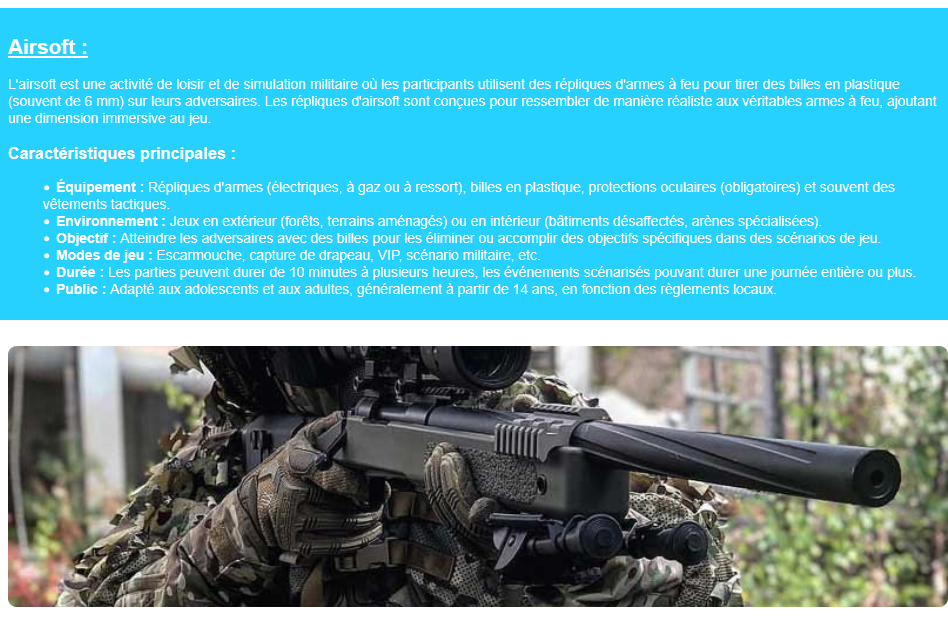 Airsoft :
L'airsoft est une activité de loisir et de simulation militaire où les participants utilisent des répliques d'armes à feu pour tirer des billes en plastique
(souvent de 6 mm) sur leurs adversaires. Les répliques d'airsoft sont conçues pour ressembler de manière réaliste aux véritables armes à feu, ajoutant
une dimension immersive au jeu.
Caractéristiques principales :
• Équipement : Répliques d'armes (électriques, à gaz ou à ressort), billes en plastique, protections oculaires (obligatoires) et souvent des
vêtements tactiques.
• Environnement : Jeux en extérieur (forêts, terrains aménagés) ou en intérieur (bâtiments désaffectés, arènes spécialisées).
• Objectif : Atteindre les adversaires avec des billes pour les éliminer ou accomplir des objectifs spécifiques dans des scénarios de jeu.
• Modes de jeu : Escarmouche, capture de drapeau, VIP, scénario militaire, etc.
• Durée : Les parties peuvent durer de 10 minutes à plusieurs heures, les événements scénarisés pouvant durer une journée entière ou plus.
• Public : Adapté aux adolescents et aux adultes, généralement à partir de 14 ans, en fonction des règlements locaux.